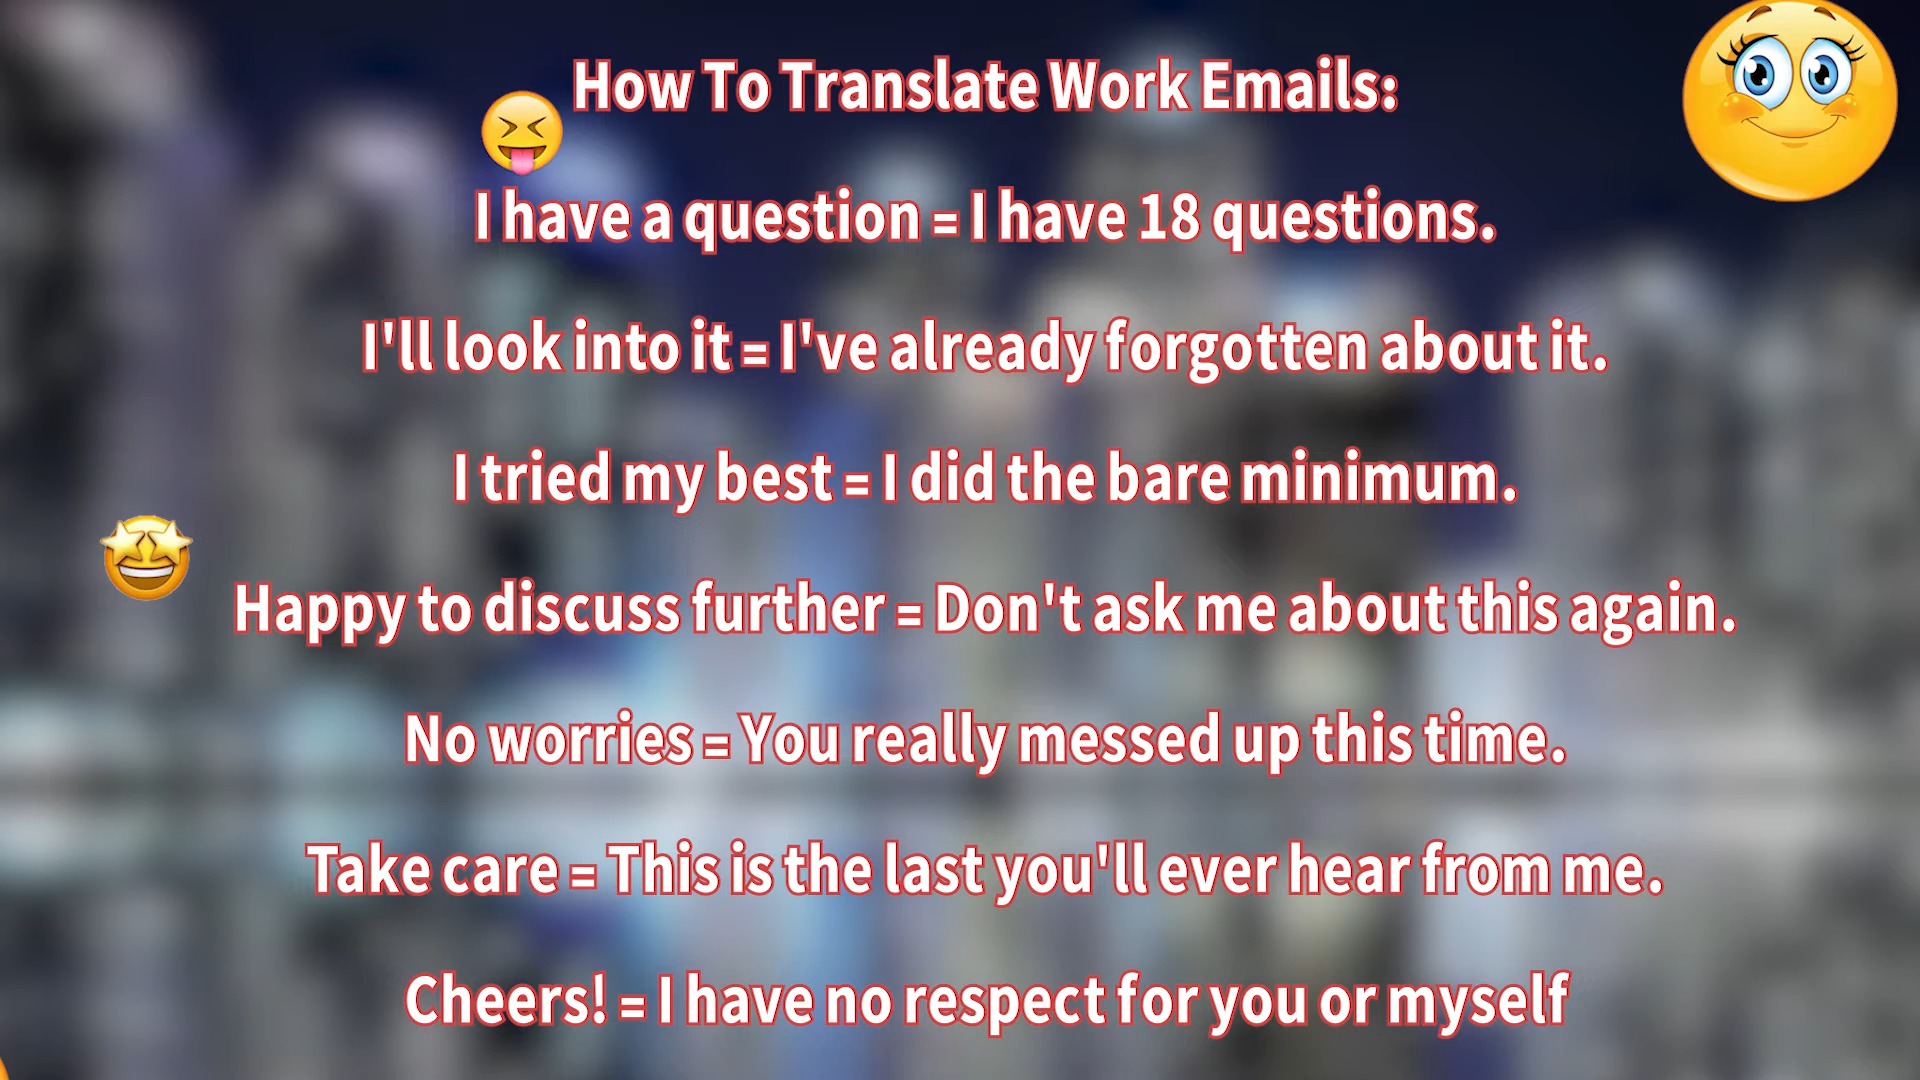 How To Translate Work Emails:
I have a question = I have 18 questions.
I'll look into it = I've already forgotten about it.
I tried my best = I did the bare minimum.
Happy to discuss further = Don't ask me about this again.
No worries = You really messed up this time.
Take care = This is the last you'll ever hear from me.
Cheers! = I have no respect for you or myself